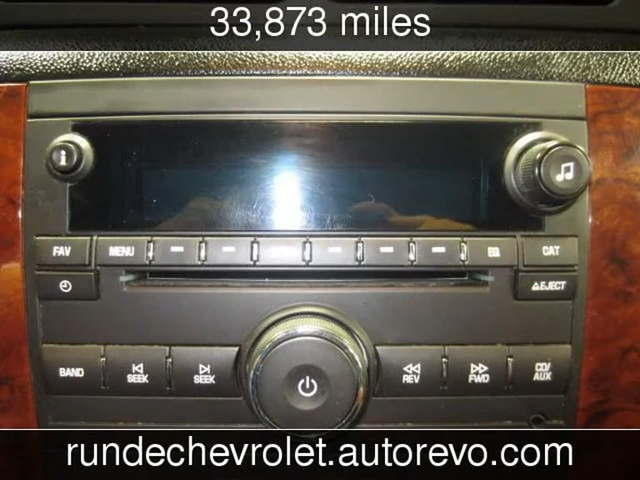 33,873 miles
FAV
MENU
EQ
CAT
EJECT
BAND
SEEK
SEEK
REV
FWD
CD/
AUX
rundechevrolet.autorevo.com